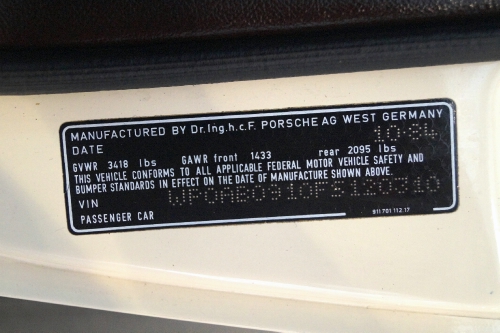 MANUFACTURED BY Dr.Ing.h.c.F. PORSCHE AG WEST GERMANY
DATE 10-84
GVWR 3418 lbs GAWR front 1433 rear 2095 lbs
THIS VEHICLE CONFORMS TO ALL APPLICABLE FEDERAL MOTOR VEHICLE SAFETY AND
BUMPER STANDARDS IN EFFECT ON THE DATE OF MANUFACTURE SHOWN ABOVE.
VIN WP0AB0910FS120310
PASSENGER CAR 911 701 112 17